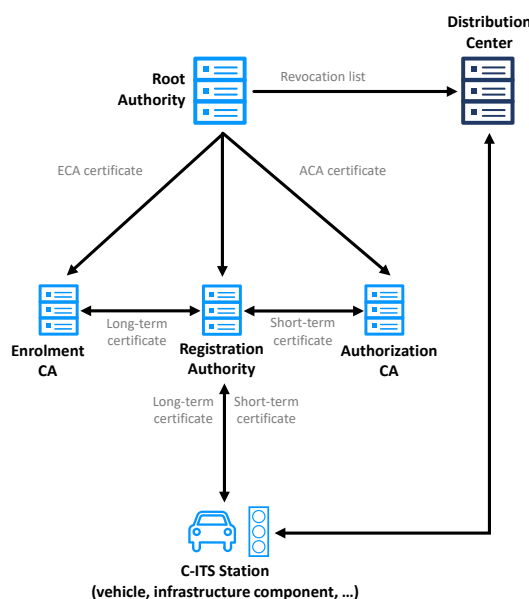 Distribution
Center
Root
Authority
Revocation list
ECA certificate
ACA certificate
Long-term
certificate
Short-term
certificate
Enrolment
CA
Registration
Authority
Authorization
CA
Long-term
certificate
Short-term
certificate
C-ITS Station
(vehicle, infrastructure component, ...)